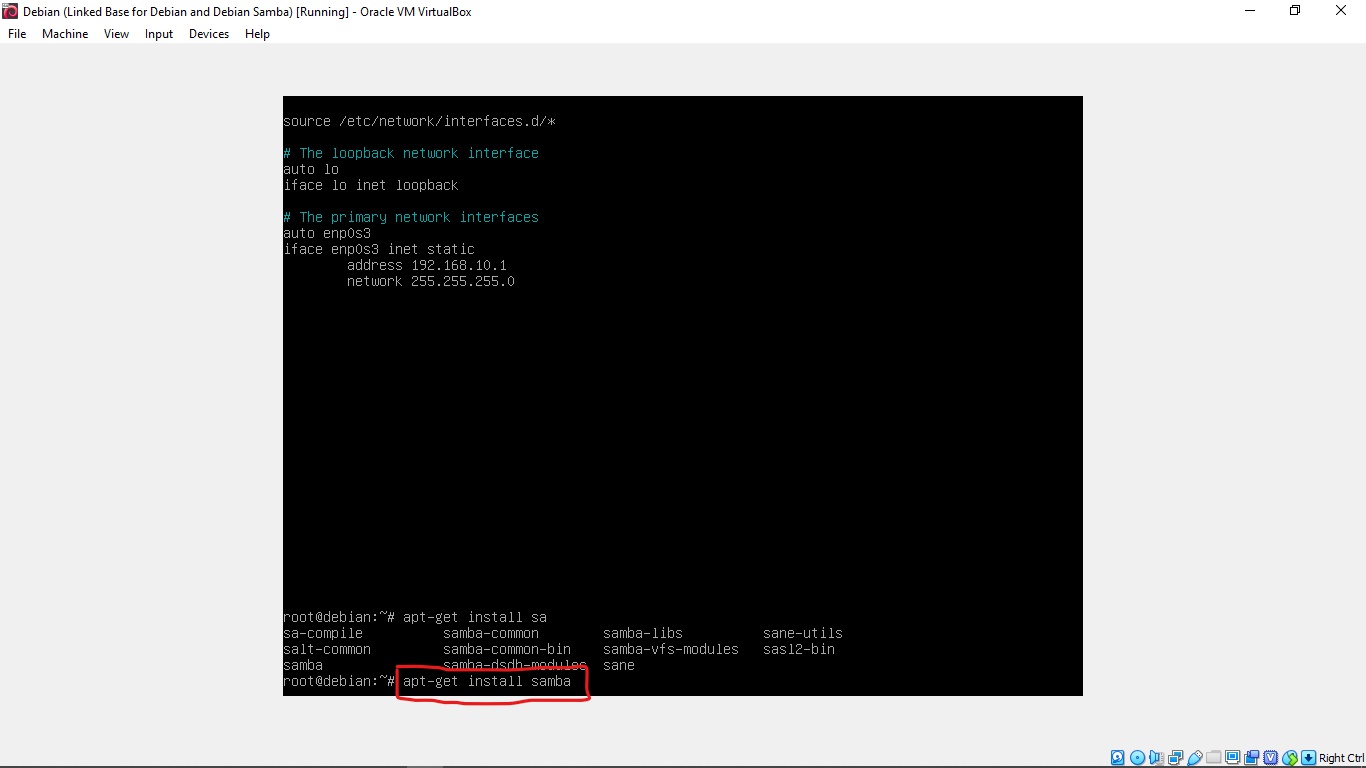 Debian (Linked Base for Debian and Debian Samba) [Running] - Oracle VM VirtualBox
File Machine View Input Devices Help
source /etc/network/interfaces.d/*
# The loopback network interface
auto lo
iface lo inet loopback
# The primary network interfaces
auto enp0s3
iface enp0s3 inet static
address 192.168.10.1
network 255.255.255.0
root@debian:~# apt-get install sa
sa-compile samba-common samba-libs sane-utils
salt-common samba-common-bin samba-vfs-modules sasl2-bin
samba samba-dsdb-modules sane
root@debian:~# apt-get install samba
Right Ctrl